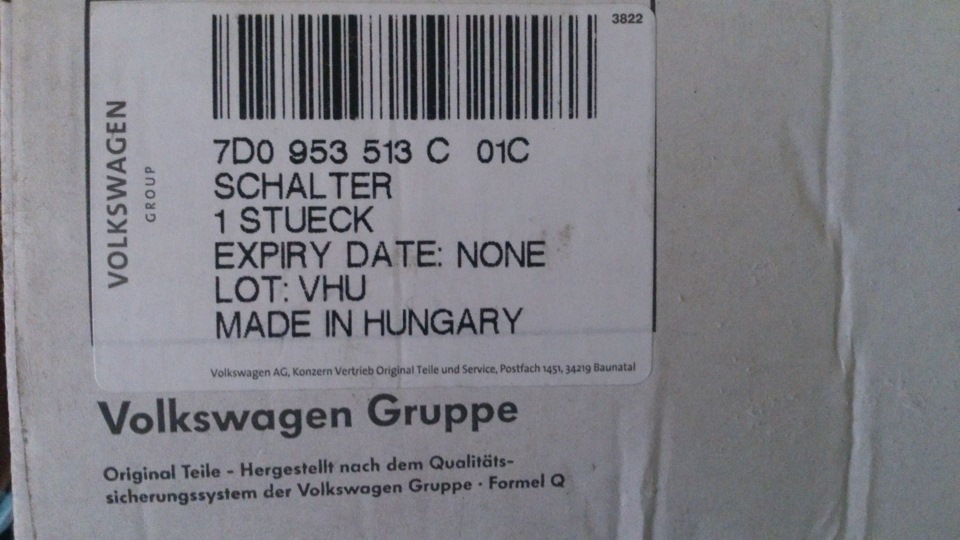 3822
VOLKSWAGEN
GROUP
7D0 953 513 C 01C
SCHALTER
1 STUECK
EXPIRY DATE: NONE
LOT: VHU
MADE IN HUNGARY
Volkswagen AG, Konzern Vertrieb Original Teile und Service, Postfach 1451, 34219 Baunatal
Volkswagen Gruppe
Original Teile - Hergestellt nach dem Qualitäts-
sicherungssystem der Volkswagen Gruppe · Formel Q